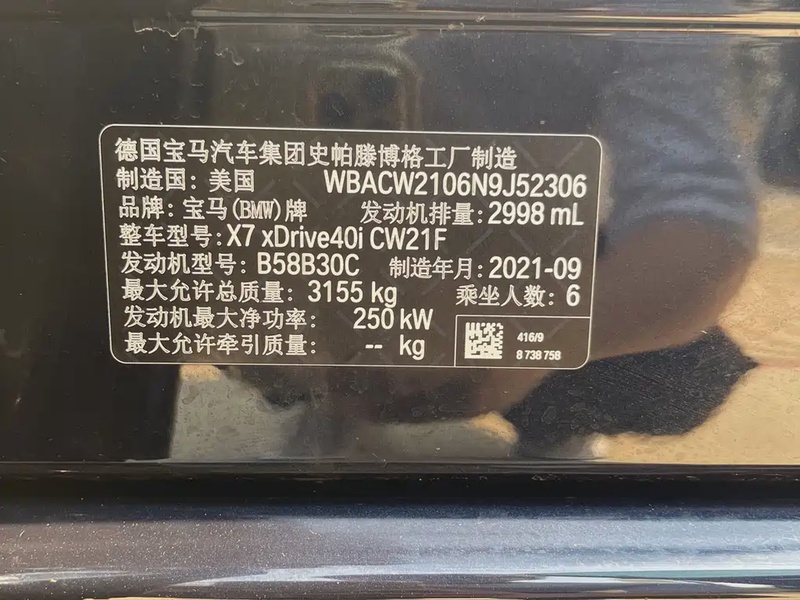 德国宝马汽车集团史帕滕博格工厂制造
制造国: 美国 WBACW2106N9J52306
品牌: 宝马(BMW)牌 发动机排量: 2998 mL
整车型号: X7 xDrive40i CW21F
发动机型号: B58B30C 制造年月: 2021-09
最大允许总质量: 3155 kg 乘坐人数: 6
发动机最大净功率: 250 kW
最大允许牵引质量: -- kg
416/9
8 738 758